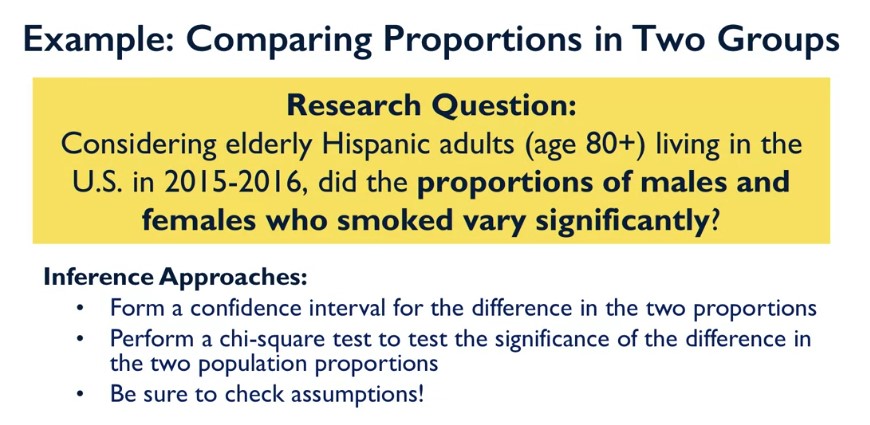 Example: Comparing Proportions in Two Groups
Research Question:
Considering elderly Hispanic adults (age 80+) living in the
U.S. in 2015-2016, did the proportions of males and
females who smoked vary significantly?
Inference Approaches:
• Form a confidence interval for the difference in the two proportions
• Perform a chi-square test to test the significance of the difference in
the two population proportions
• Be sure to check assumptions!